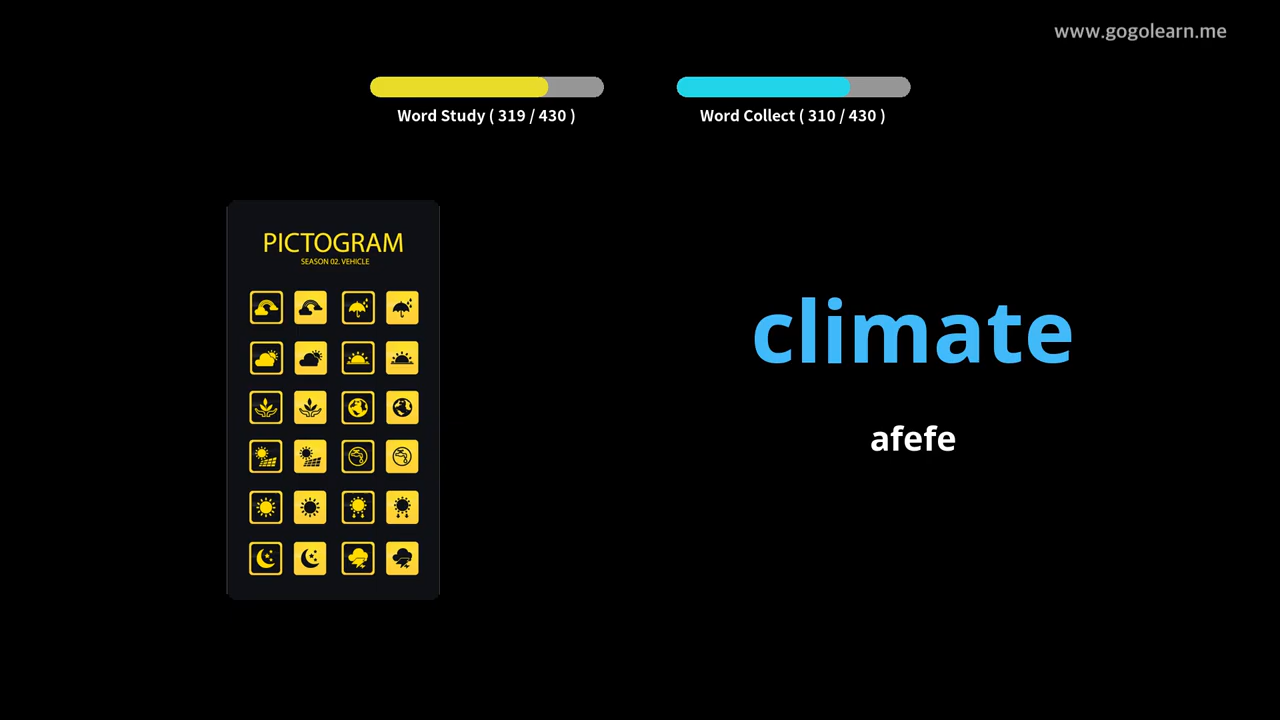 www.gogolearn.me
Word Study ( 319 / 430 )
Word Collect ( 310 / 430 )
PICTOGRAM
SEASON 02. VEHICLE
climate
afefe